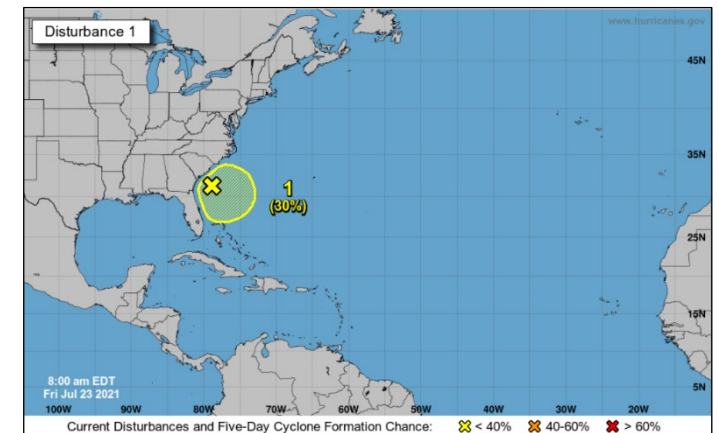 Disturbance 1
www.hurricanes.gov
45N
35N
1
(30%)
25N
15N
8:00 am EDT
Fri Jul 23 2021
5N
100W 90W 80W 70W 60W 50W 40W 30W 20W
Current Disturbances and Five-Day Cyclone Formation Chance: < 40% 40-60% > 60%